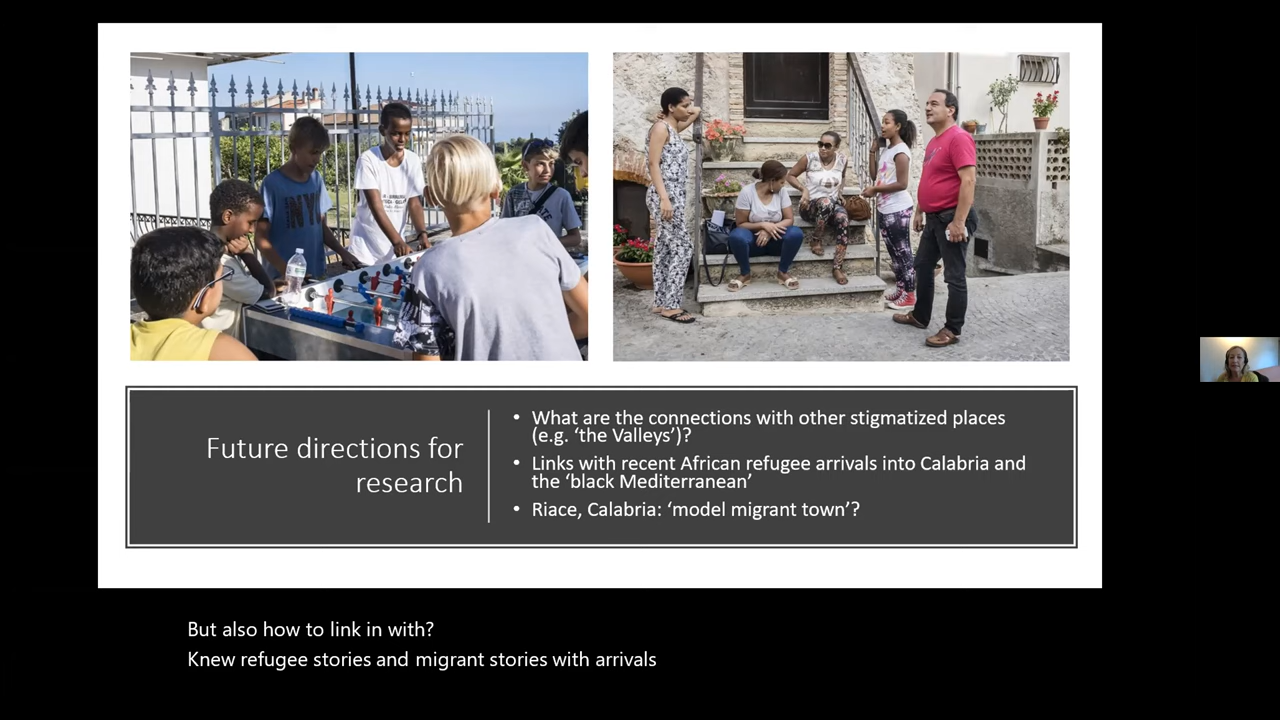 NYC
Future directions for
research
• What are the connections with other stigmatized places
(e.g. ‘the Valleys’)?
• Links with recent African refugee arrivals into Calabria and
the ‘black Mediterranean’
• Riace, Calabria: ‘model migrant town’?
But also how to link in with?
Knew refugee stories and migrant stories with arrivals